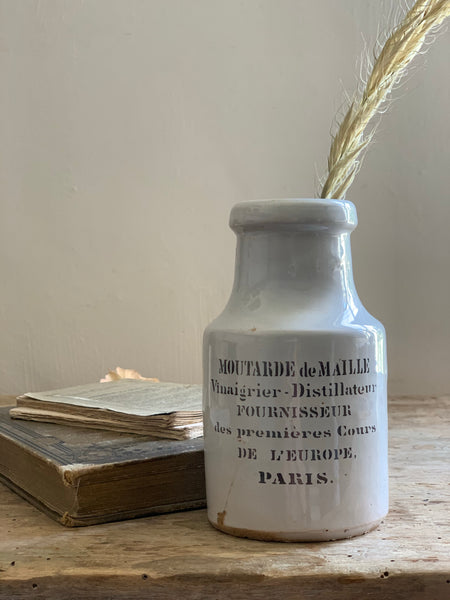 MOUTARDE de MAILLE
Vinaigrier-Distillateur
FOURNISSEUR
des premières Cours
DE L'EUROPE,
PARIS.